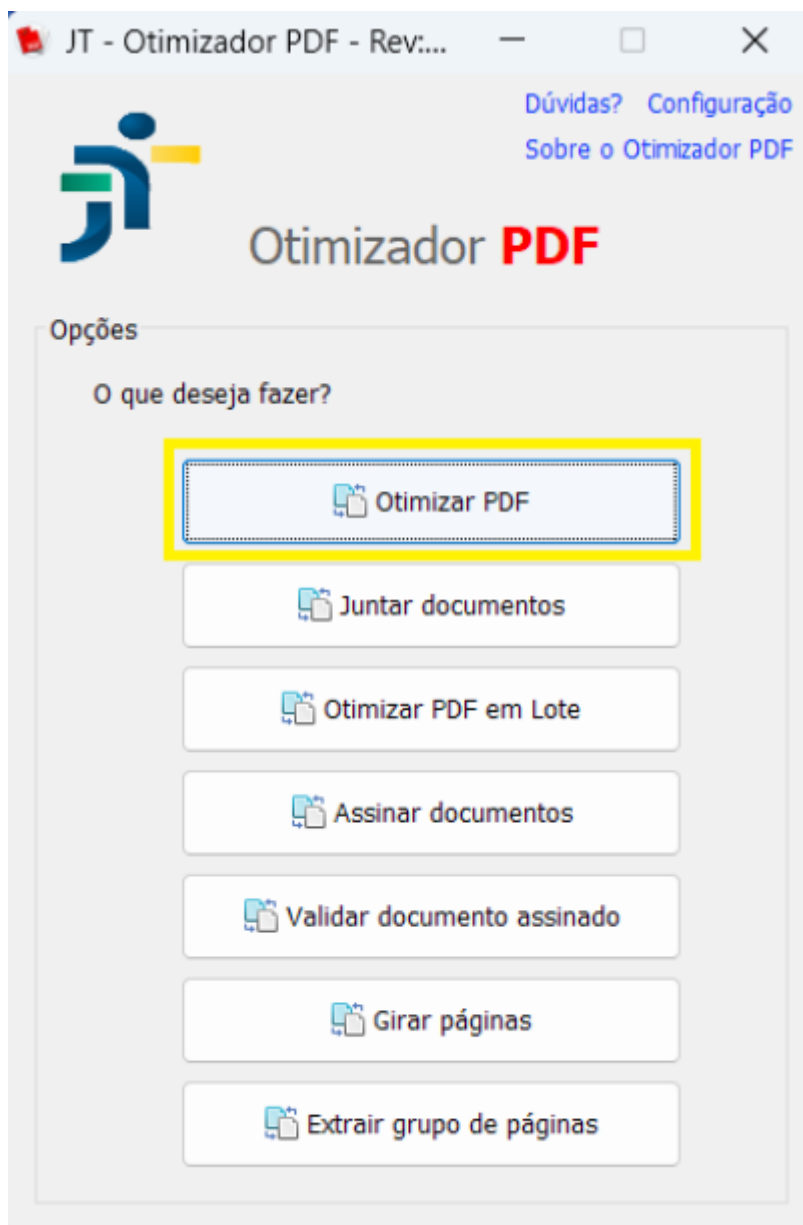 JT - Otimizador PDF - Rev:...
Dúvidas? Configuração
Sobre o Otimizador PDF
Otimizador PDF
Opções
O que deseja fazer?
Otimizar PDF
Juntar documentos
Otimizar PDF em Lote
Assinar documentos
Validar documento assinado
Girar páginas
Extrair grupo de páginas